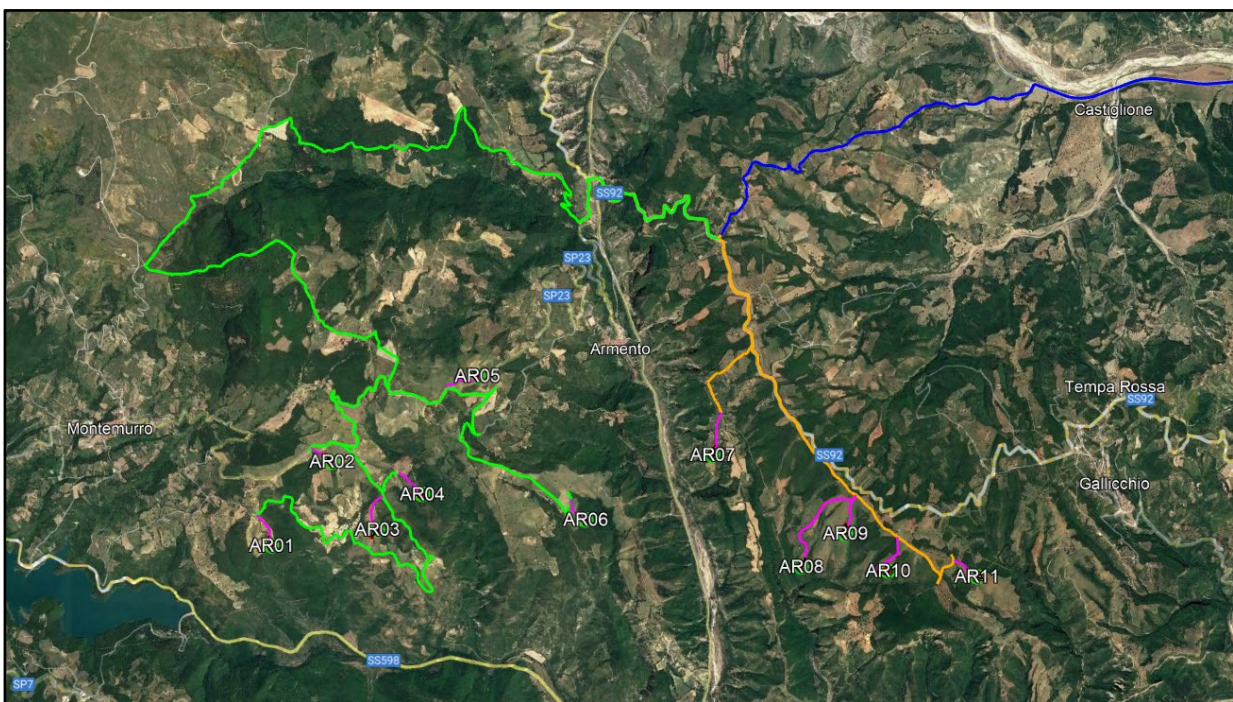 Castiglione
SS92
SP23
SP23
Armento
AR05
Tempa Rossa
SS92
Montemurro
AR02
AR07
SS92
AR04
Gallicchio
AR03
AR06
AR01
AR09
AR08
AR10
AR11
SS598
SP7